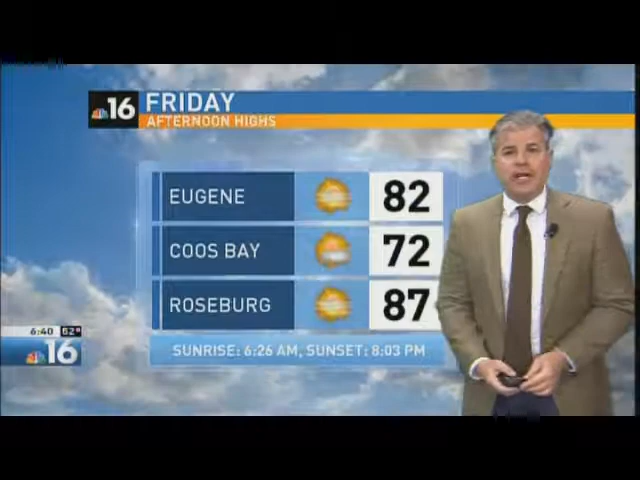 16 FRIDAY
AFTERNOON HIGHS
EUGENE 82
COOS BAY 72
ROSEBURG 87
SUNRISE: 6:26 AM, SUNSET: 8:03 PM
6:40 52°
16